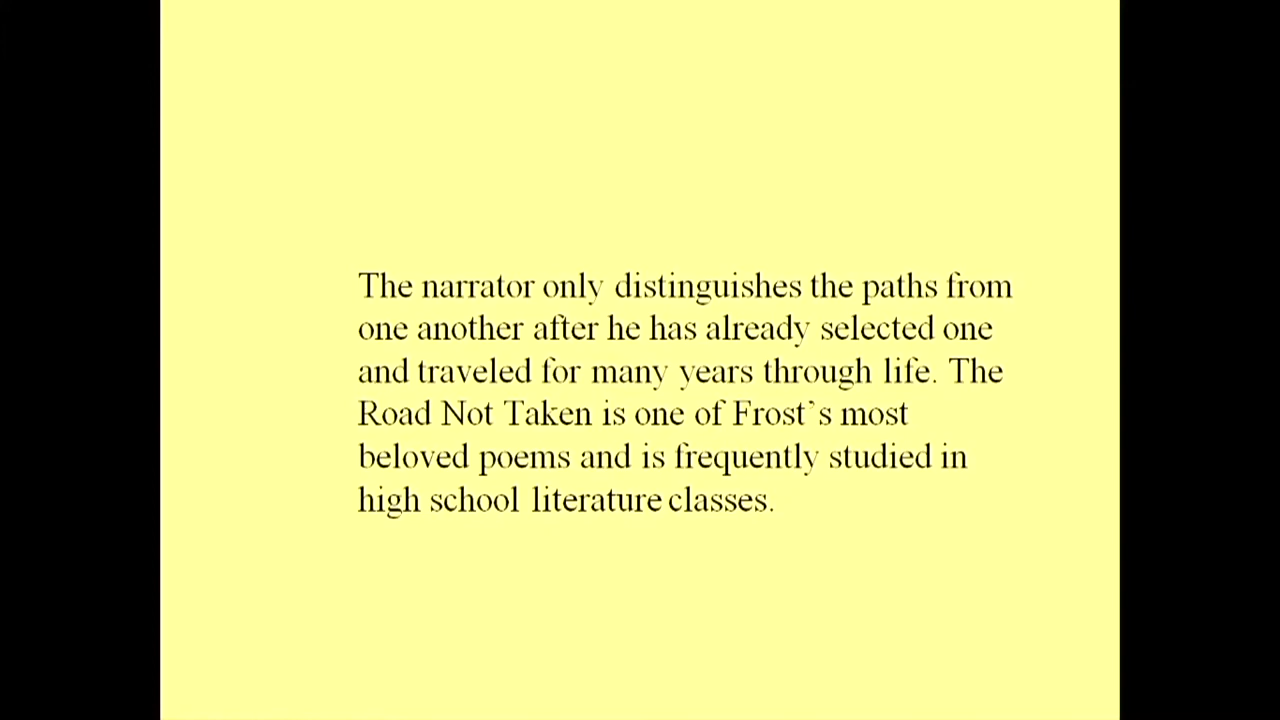 The narrator only distinguishes the paths from
one another after he has already selected one
and traveled for many years through life. The
Road Not Taken is one of Frost’s most
beloved poems and is frequently studied in
high school literature classes.